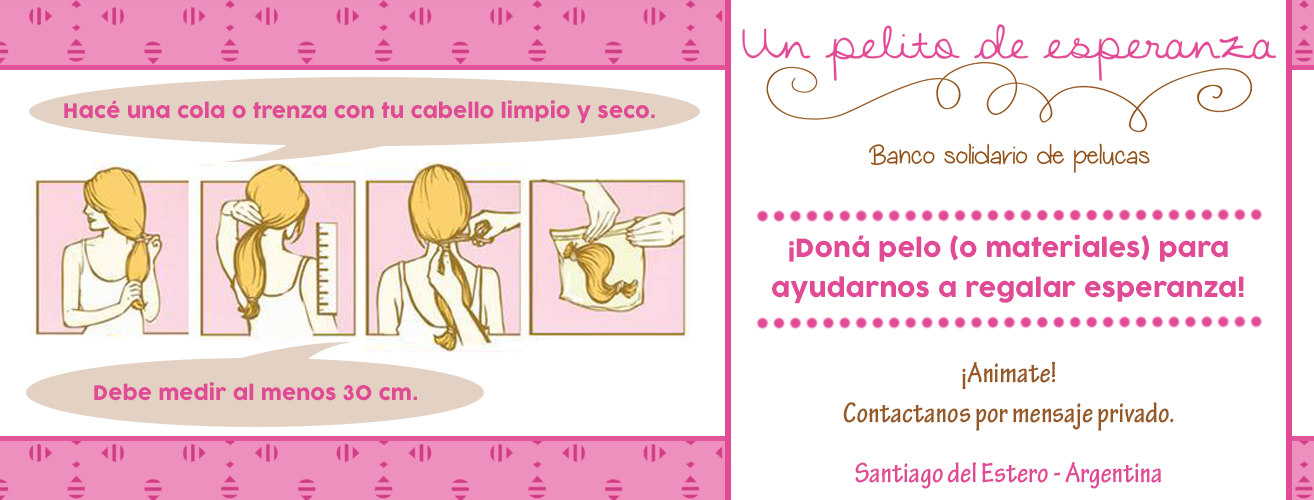 Hacé una cola o trenza con tu cabello limpio y seco.
Debe medir al menos 30 cm.
Un pelito de esperanza
Banco solidario de pelucas
¡Doná pelo (o materiales) para
ayudarnos a regalar esperanza!
¡Animate!
Contactanos por mensaje privado.
Santiago del Estero - Argentina